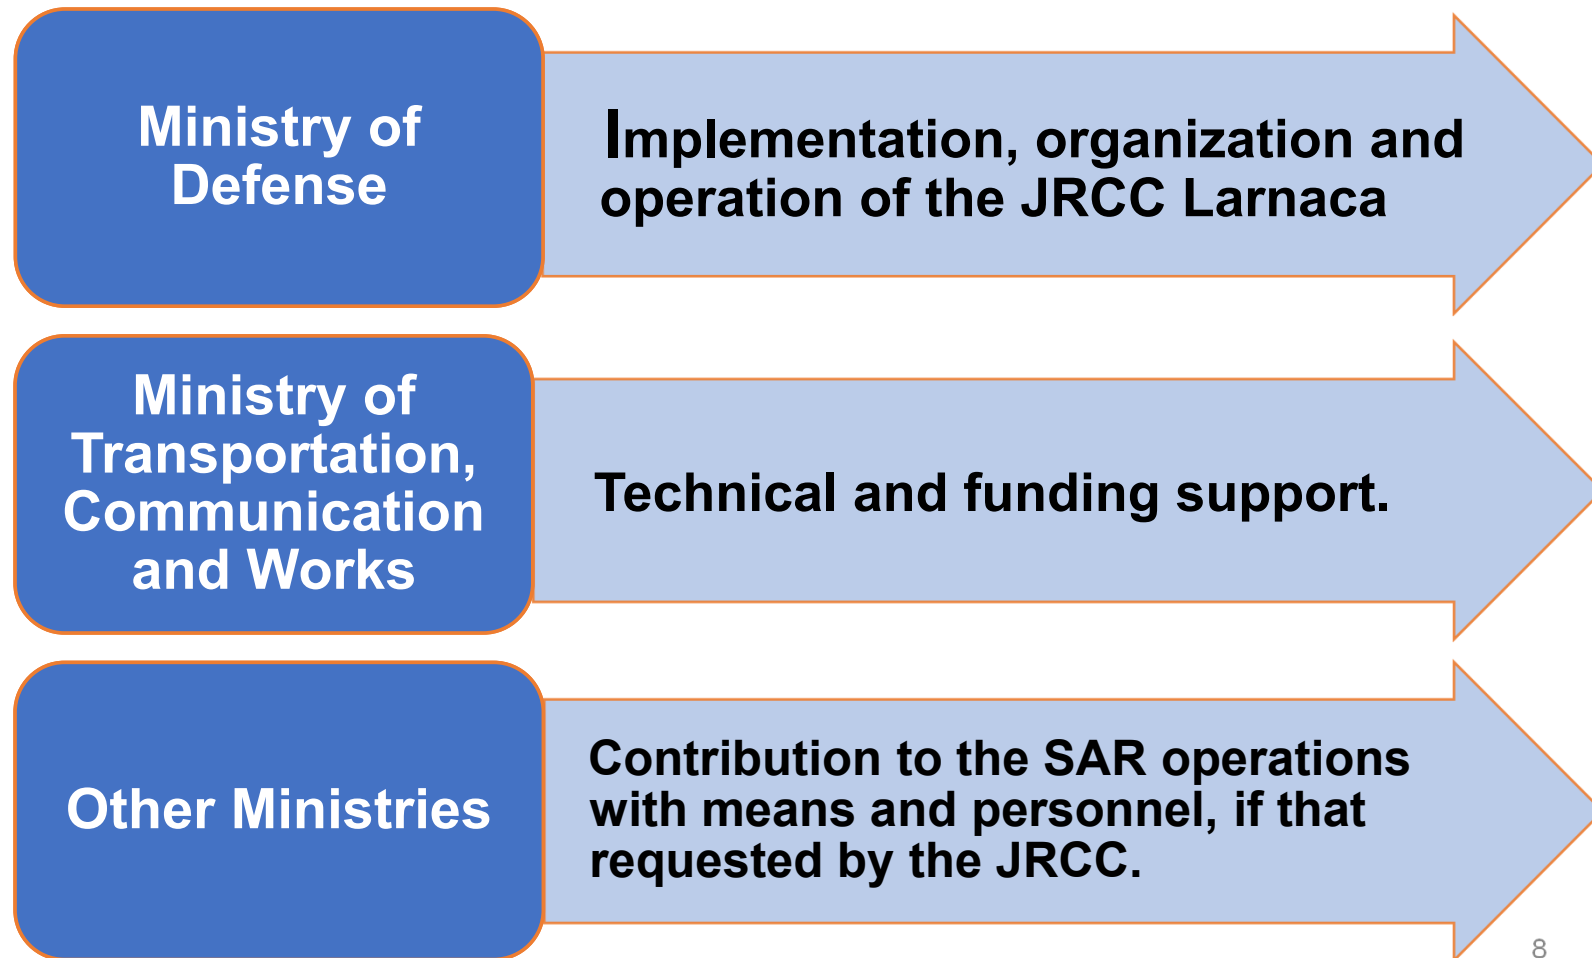 Ministry of
Defense
Implementation, organization and
operation of the JRCC Larnaca
Ministry of
Transportation,
Communication
and Works
Technical and funding support.
Other Ministries
Contribution to the SAR operations
with means and personnel, if that
requested by the JRCC.
8